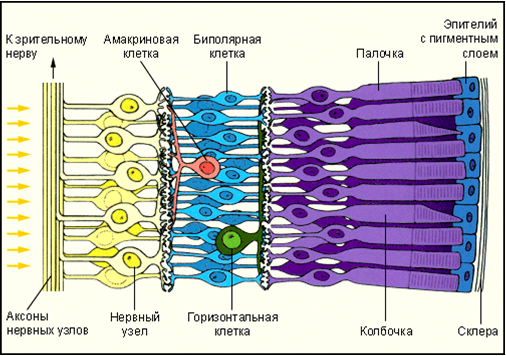 К зрительному
нерву
Амакриновая
клетка
Биполярная
клетка
Палочка
Эпителий
с пигментным
слоем
Аксоны
нервных узлов
Нервный
узел
Горизонтальная
клетка
Колбочка
Склера